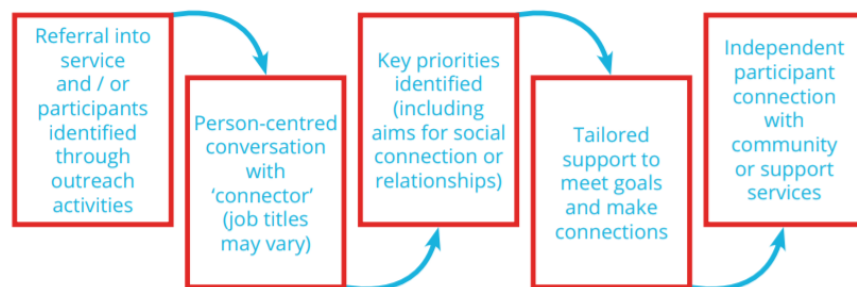 Referral into
service
and / or
participants
identified
through
outreach
activities
Person-centred
conversation
with
‘connector’
(job titles
may vary)
Key priorities
identified
(including
aims for social
connection or
relationships)
Tailored
support to
meet goals
and make
connections
Independent
participant
connection
with
community
or support
services